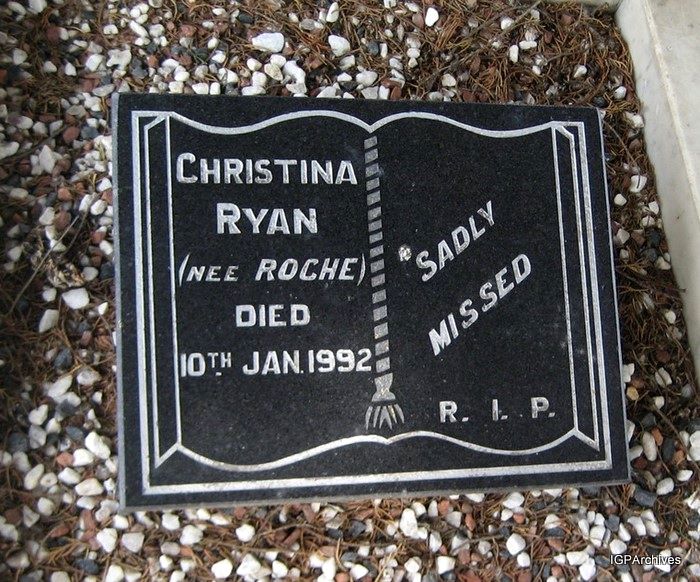 CHRISTINA
RYAN
(NEE ROCHE)
DIED
10TH JAN. 1992
SADLY
MISSED
R. I. P.
IGPArchives